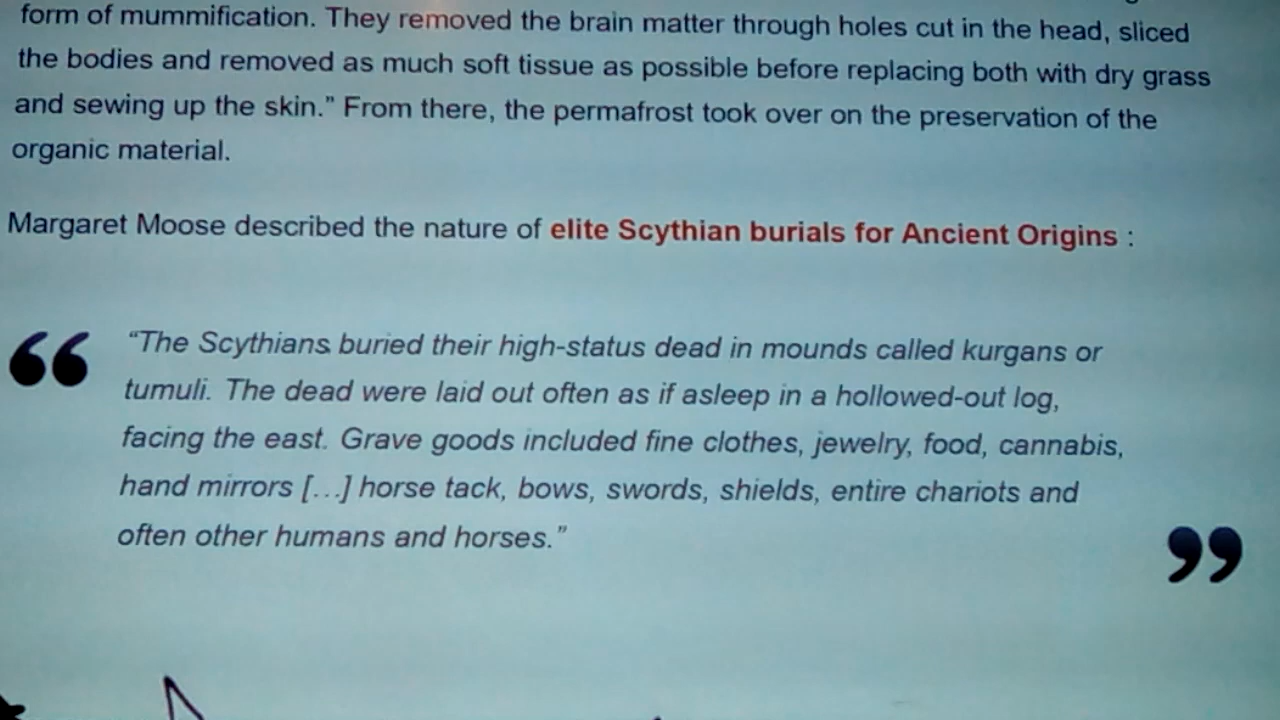 form of mummification. They removed the brain matter through holes cut in the head, sliced
the bodies and removed as much soft tissue as possible before replacing both with dry grass
and sewing up the skin.” From there, the permafrost took over on the preservation of the
organic material.
Margaret Moose described the nature of elite Scythian burials for Ancient Origins :
“The Scythians buried their high-status dead in mounds called kurgans or
tumuli. The dead were laid out often as if asleep in a hollowed-out log,
facing the east. Grave goods included fine clothes, jewelry, food, cannabis,
hand mirrors […] horse tack, bows, swords, shields, entire chariots and
often other humans and horses.”